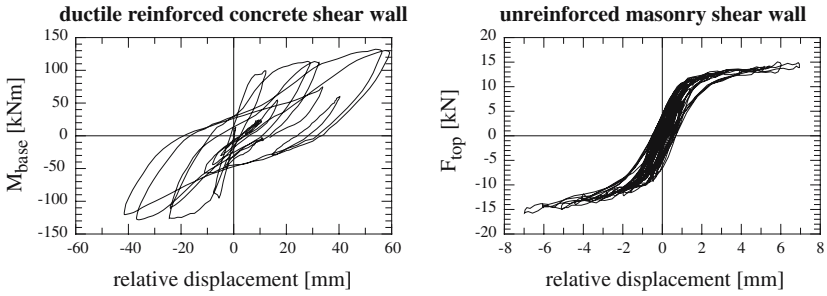 ductile reinforced concrete shear wall
150
100
50
0
-50
-100
-150
M_base [kNm]
-60 -40 -20 0 20 40 60
relative displacement [mm]
unreinforced masonry shear wall
20
15
10
5
0
-5
-10
-15
-20
F_top [kN]
-8 -6 -4 -2 0 2 4 6 8
relative displacement [mm]